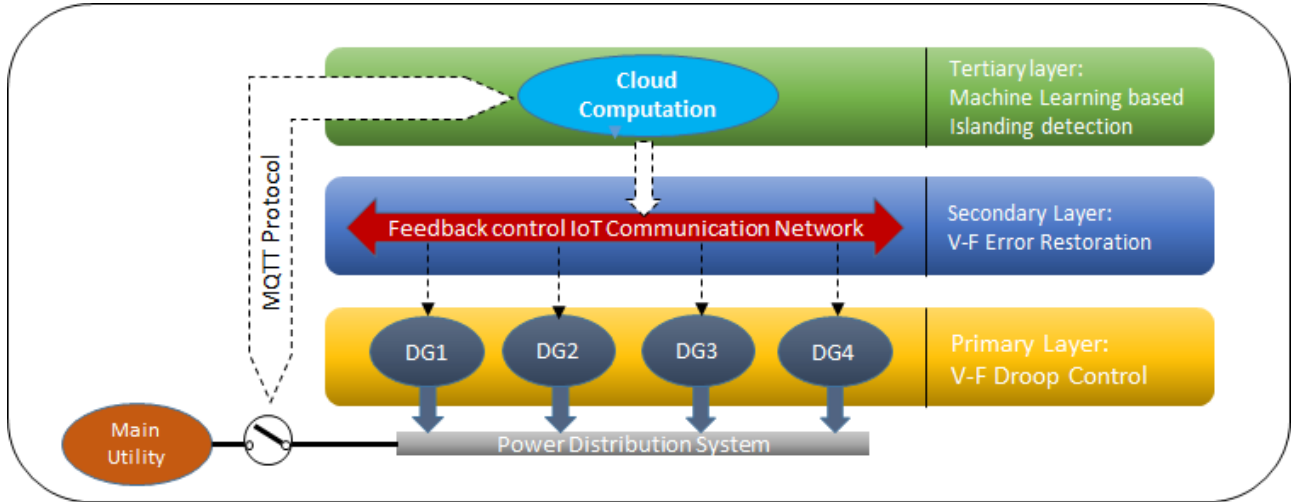 Cloud
Computation
Tertiary layer:
Machine Learning based
Islanding detection
MQTT Protocol
Feedback control IoT Communication Network
Secondary Layer:
V-F Error Restoration
DG1
DG2
DG3
DG4
Primary Layer:
V-F Droop Control
Main
Utility
Power Distribution System